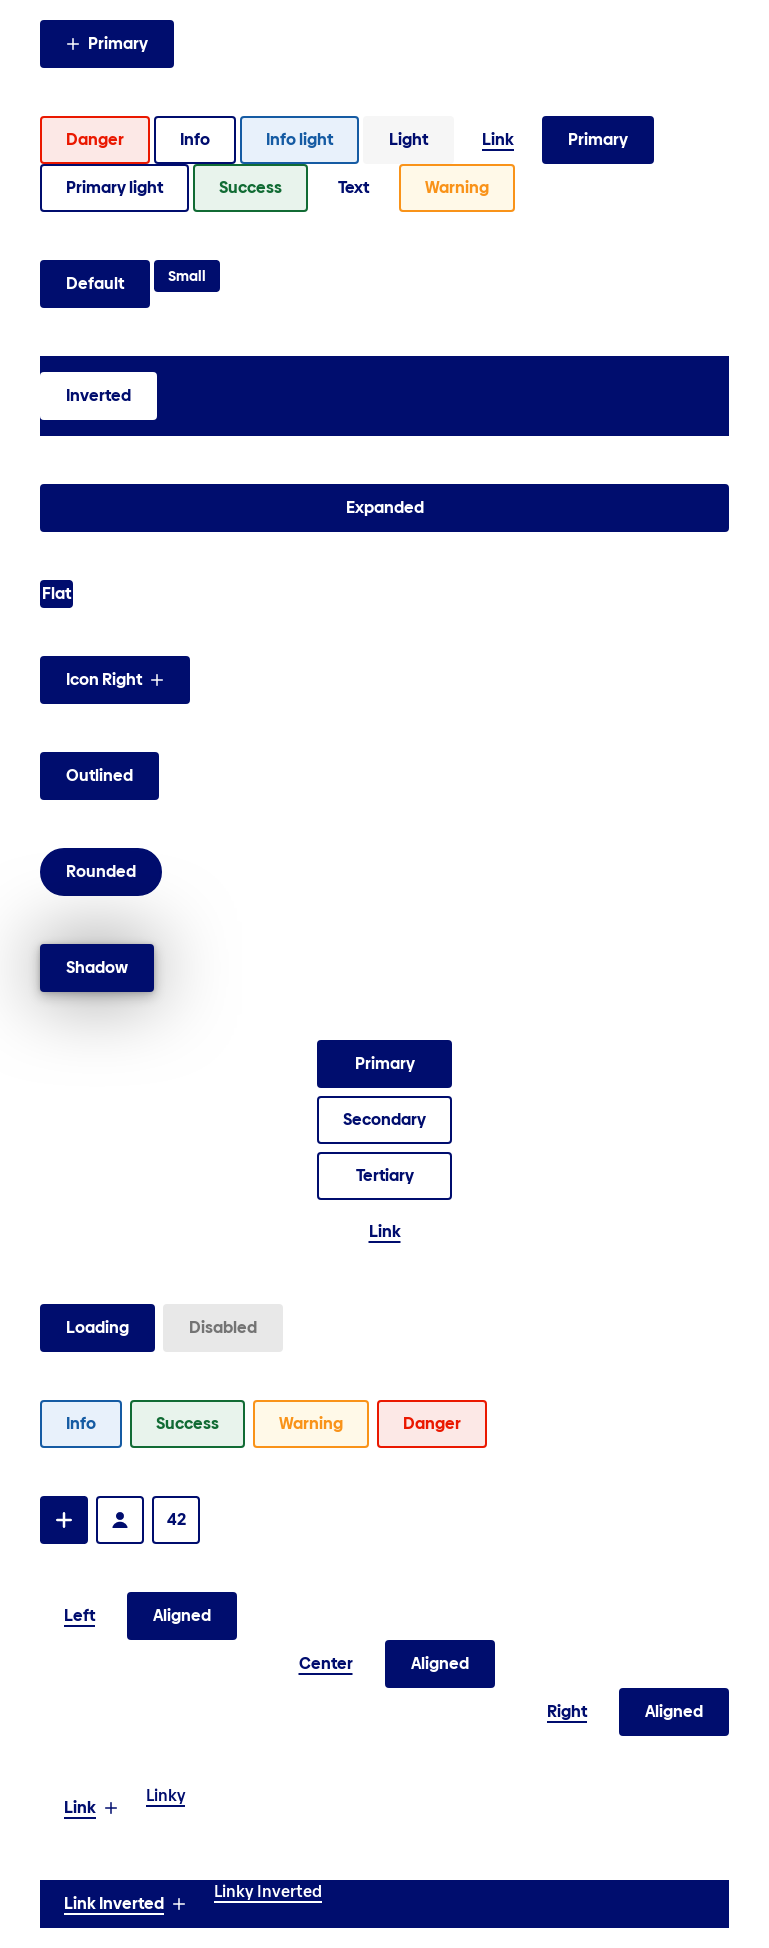 Primary
Danger Info Info light Light Link Primary
Primary light Success Text Warning
Default Small
Inverted
Expanded
Flat
Icon Right
Outlined
Rounded
Shadow
Primary
Secondary
Tertiary
Link
Loading Disabled
Info Success Warning Danger
42
Left Aligned
Center Aligned
Right Aligned
Link Linky
Link Inverted Linky Inverted